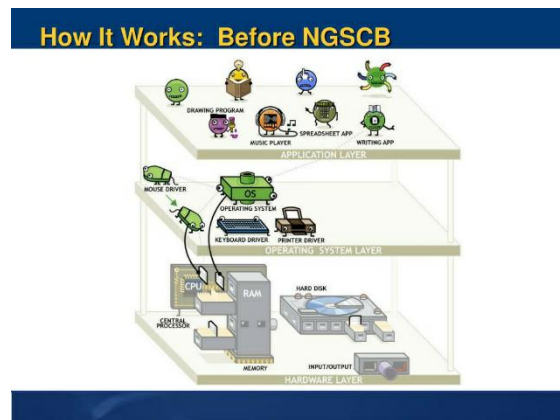 How It Works: Before NGSCB
DRAWING PROGRAM
MUSIC PLAYER
SPREADSHEET APP
WRITING APP
APPLICATION LAYER
MOUSE DRIVER
OS
OPERATING SYSTEM
KEYBOARD DRIVER
PRINTER DRIVER
OPERATING SYSTEM LAYER
CPU
RAM
HARD DISK
CENTRAL
PROCESSOR
MEMORY
INPUT/OUTPUT
HARDWARE LAYER